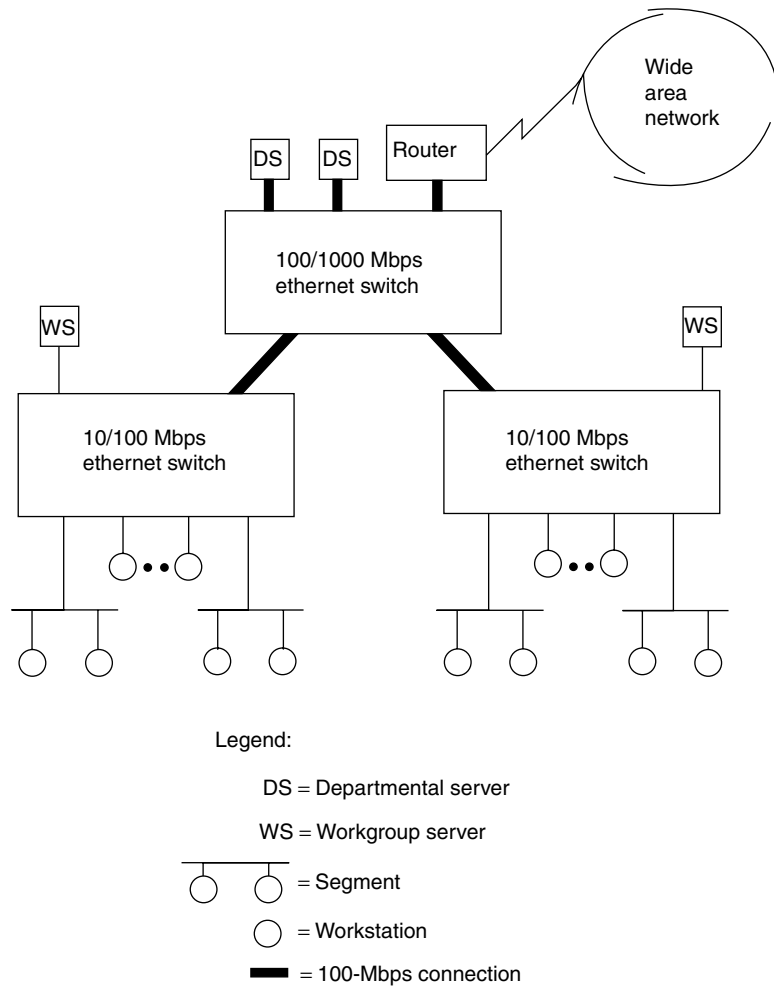 Wide
area
network
DS
DS
Router
100/1000 Mbps
ethernet switch
WS
WS
10/100 Mbps
ethernet switch
10/100 Mbps
ethernet switch
Legend:
DS = Departmental server
WS = Workgroup server
= Segment
= Workstation
= 100-Mbps connection